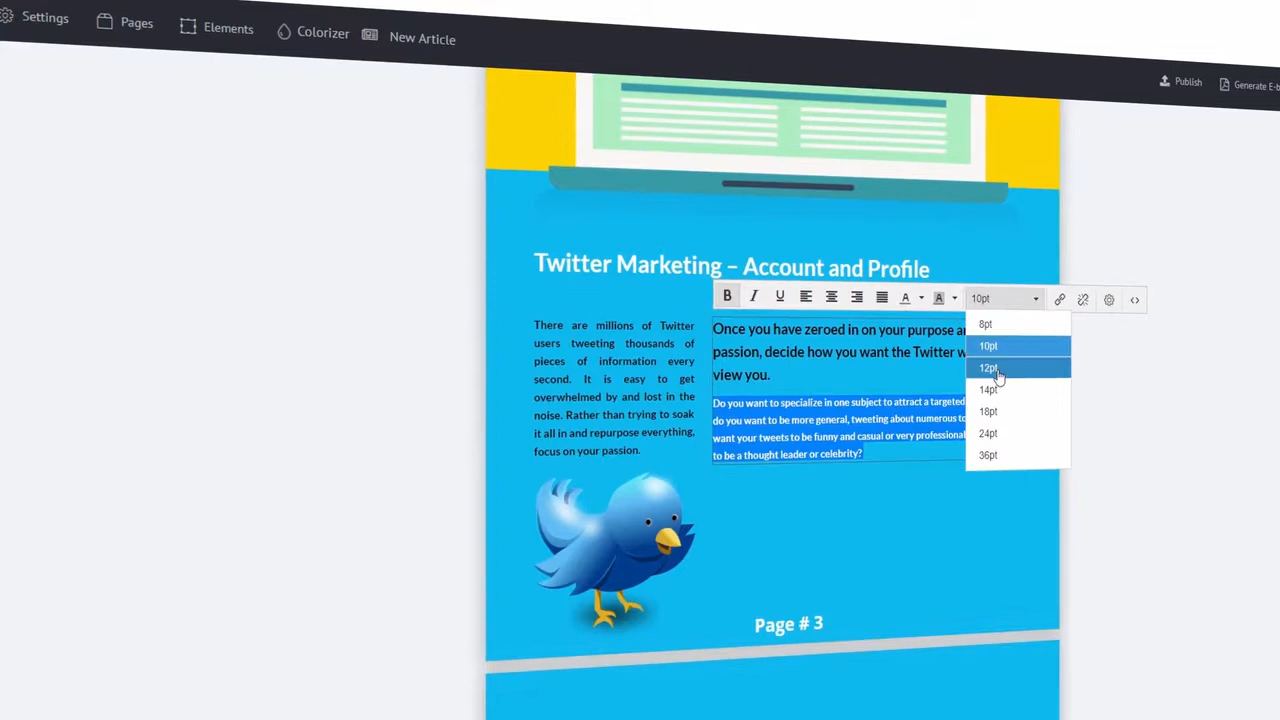 Settings
Pages
Elements
Colorizer
New Article
Publish
Generate
Twitter Marketing – Account and Profile
B I U A A 10pt
8pt
10pt
12pt
14pt
18pt
24pt
36pt
There are millions of Twitter
users tweeting thousands of
pieces of information every
second. It is easy to get
overwhelmed by and lost in the
noise. Rather than trying to soak
it all in and repurpose everything,
focus on your passion.
Once you have zeroed in on your purpose
passion, decide how you want the Twitter
view you.
Do you want to specialize in one subject to attract a targeted
do you want to be more general, tweeting about numerous
want your tweets to be funny and casual or very professional
to be a thought leader or celebrity?
Page # 3